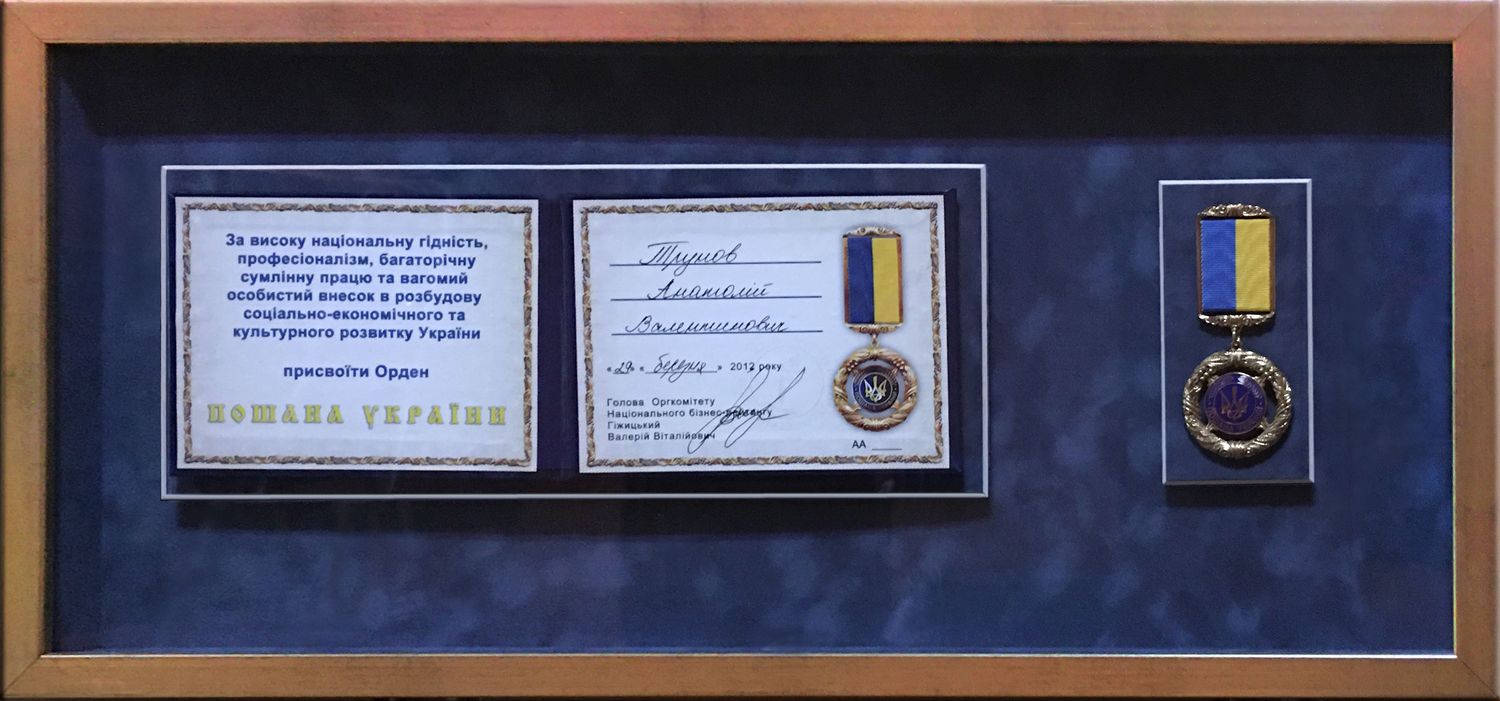 За високу національну гідність,
професіоналізм, багаторічну
сумлінну працю та вагомий
особистий внесок в розбудову
соціально-економічного та
культурного розвитку України
присвоїти Орден
ПОШАНА УКРАЇНИ
Трунов
Анатолій
Валентинович
«29» « березня » 2012 року
Голова Оргкомітету
Національного бізнес-рейтингу
Гіжицький
Валерій Віталійович
АА